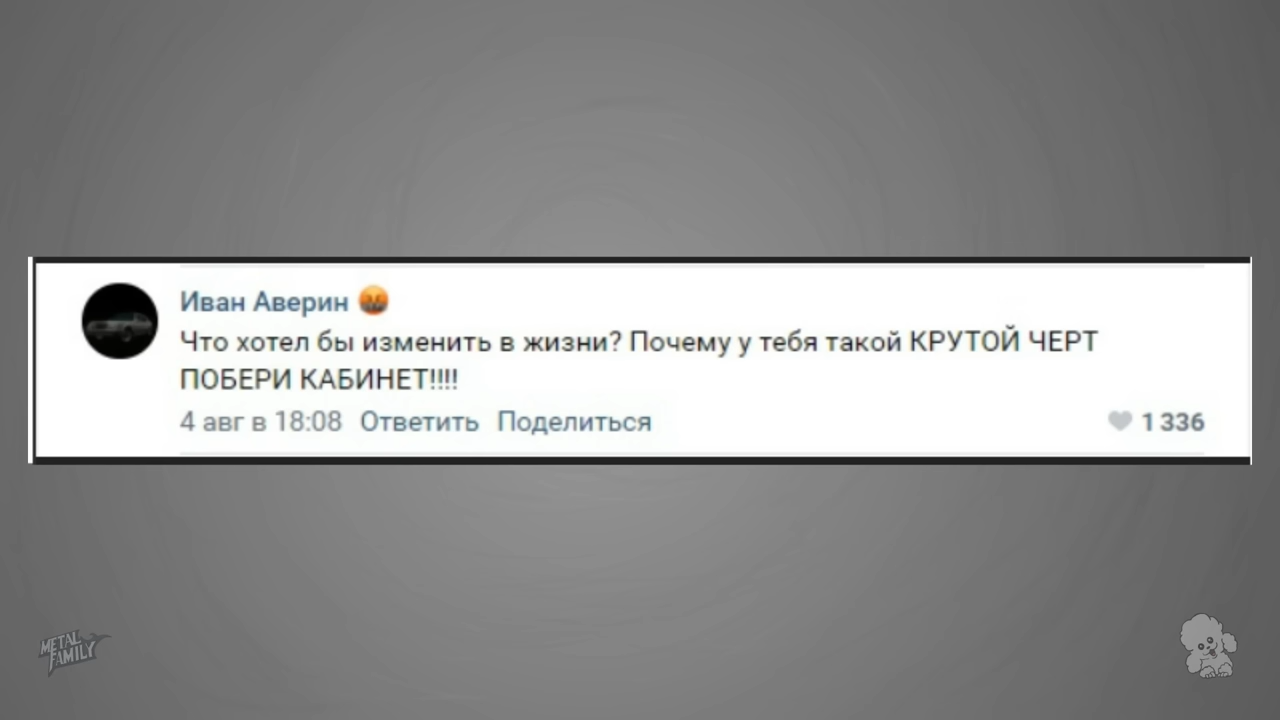 Иван Аверин
Что хотел бы изменить в жизни? Почему у тебя такой КРУТОЙ ЧЕРТ
ПОБЕРИ КАБИНЕТ!!!!
4 авг в 18:08 Ответить Поделиться 1 336
METAL
FAMILY